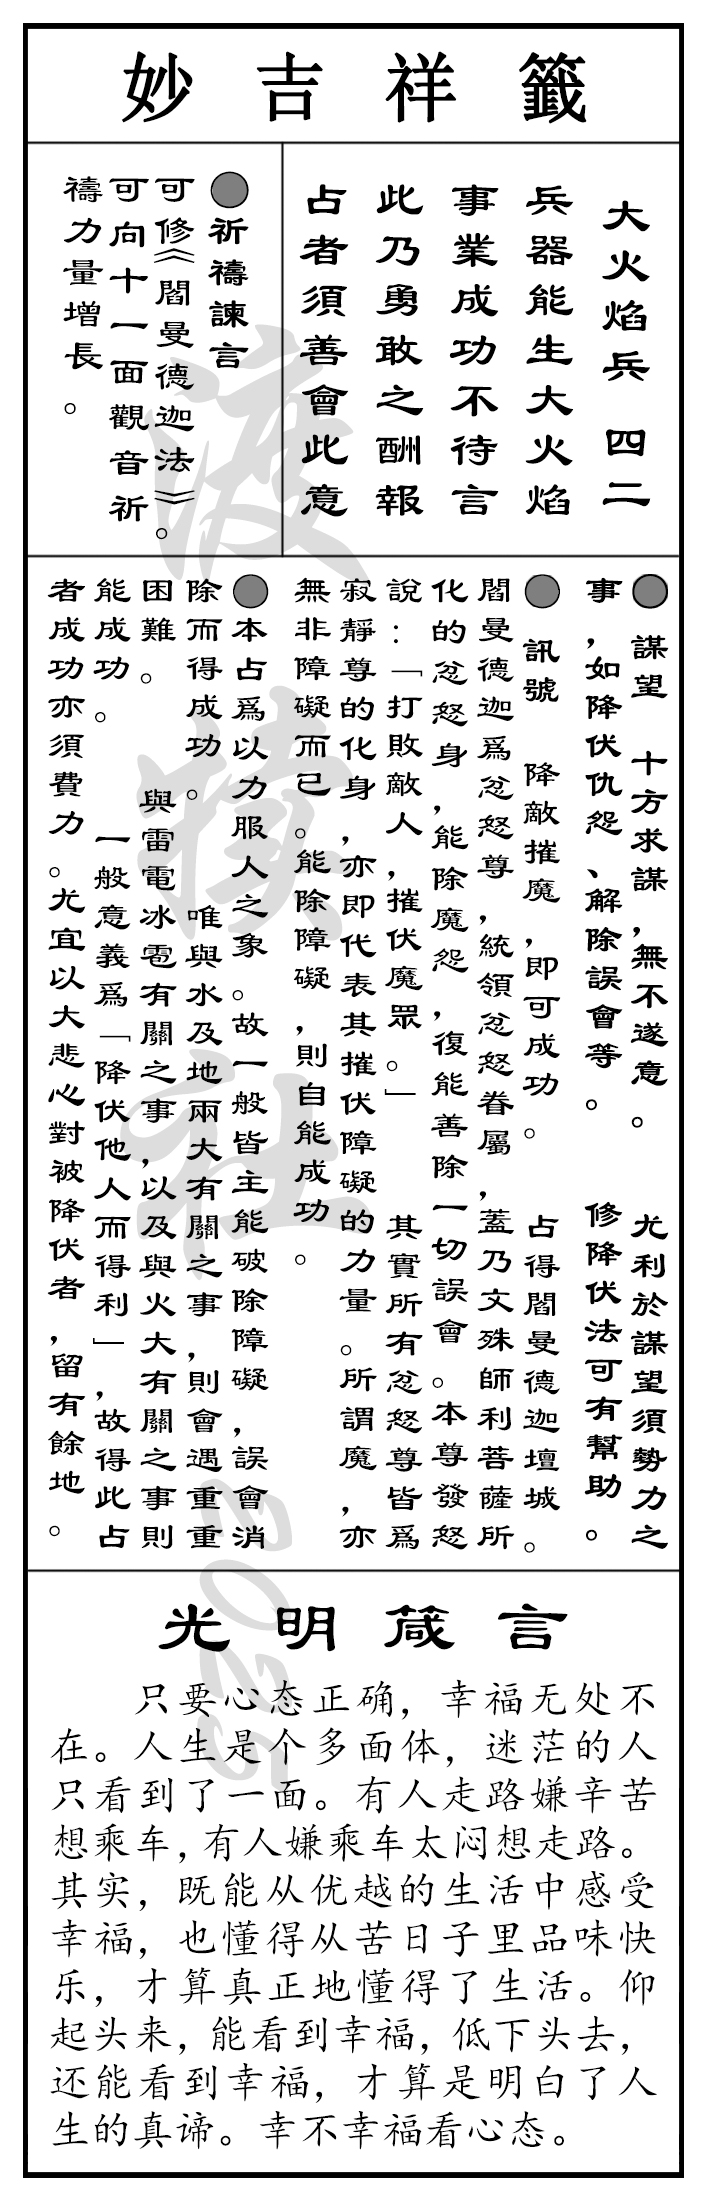 妙吉祥籤
大火焰兵 四二
兵器能生大火焰
事業成功不待言
此乃勇敢之酬報
占者須善會此意
●祈禱諫言
可修《閻曼德迦法》。
可向十一面觀音祈
禱力量增長。
● 謀望 十方求謀,無不遂意。 尤利於謀望須勢力之
事,如降伏仇怨、解除誤會等。 修降伏法可有幫助。
● 訊號 降敵摧魔,即可成功。 占得閻曼德迦壇城。
閻曼德迦爲忿怒尊,統領忿怒眷屬,蓋乃文殊師利菩薩所
化的忿怒身,能除魔怨,復能善除一切誤會。本尊發怒
說:「打敗敵人,摧伏魔眾。」 其實所有忿怒尊皆爲
寂靜尊的化身,亦即代表其摧伏障礙的力量。所謂魔,亦
無非障礙而已。能除障礙,則自能成功。
●本占爲以力服人之象。故一般皆主能破除障礙,誤會消
除而得成功。 唯與水及地兩大有關之事,則會遇重重
困難。 與雷電冰雹有關之事,以及與火大有關之事則
能成功。 一般意義爲「降伏他人而得利」,故得此占
者成功亦須費力。尤宜以大悲心對被降伏者,留有餘地。
光明箴言
只要心态正确,幸福无处不
在。人生是个多面体,迷茫的人
只看到了一面。有人走路嫌辛苦
想乘车,有人嫌乘车太闷想走路。
其实,既能从优越的生活中感受
幸福,也懂得从苦日子里品味快
乐,才算真正地懂得了生活。仰
起头来,能看到幸福,低下头去,
还能看到幸福,才算是明白了人
生的真谛。幸不幸福看心态。
渡犊社2025